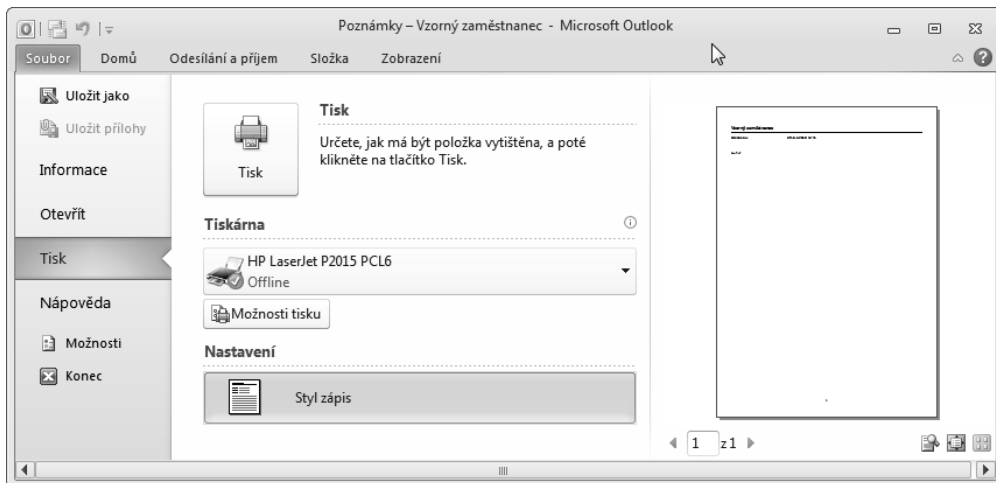 Poznámky – Vzorný zaměstnanec - Microsoft Outlook
Soubor Domů Odesílání a příjem Složka Zobrazení
Uložit jako
Uložit přílohy
Informace
Otevřít
Tisk
Nápověda
Možnosti
Konec
Tisk
Tisk
Určete, jak má být položka vytištěna, a poté
klikněte na tlačítko Tisk.
Tiskárna
HP LaserJet P2015 PCL6
Offline
Možnosti tisku
Nastavení
Styl zápis
Vzorný zaměstnanec
1 z 1